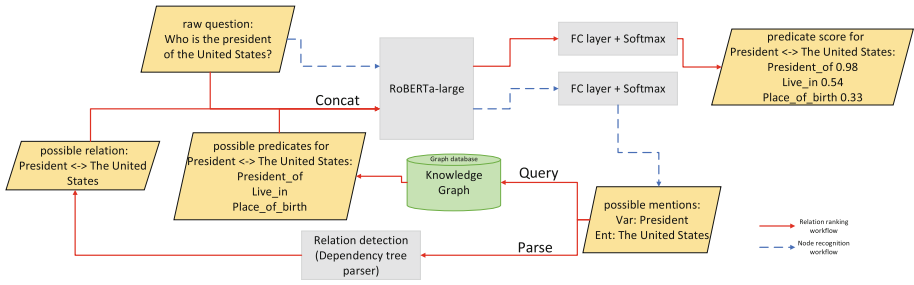 raw question:
Who is the president
of the United States?
Concat
RoBERTa-large
FC layer + Softmax
FC layer + Softmax
predicate score for
President <-> The United States:
President_of 0.98
Live_in 0.54
Place_of_birth 0.33
possible relation:
President <-> The United
States
possible predicates for
President <-> The United States:
President_of
Live_in
Place_of_birth
Graph database
Knowledge
Graph
Query
possible mentions:
Var: President
Ent: The United States
Parse
Relation detection
(Dependency tree
parser)
Relation ranking
workflow
Node recognition
workflow